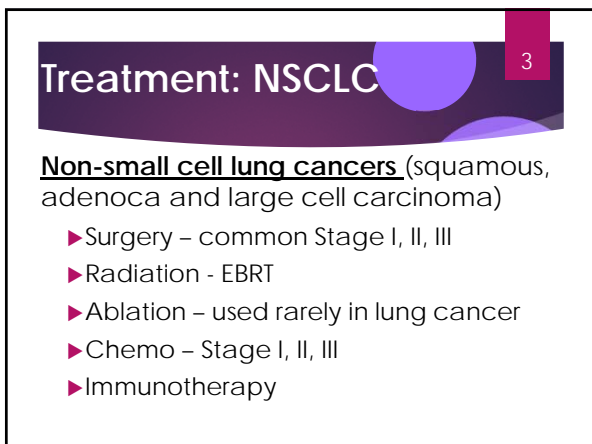 3
Treatment: NSCLC
Non-small cell lung cancers (squamous,
adenoca and large cell carcinoma)
▶Surgery – common Stage I, II, III
▶Radiation - EBRT
▶Ablation – used rarely in lung cancer
▶Chemo – Stage I, II, III
▶Immunotherapy